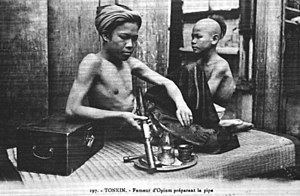 197. - TONKIN. - Fumeur d'Opium préparant la pipe